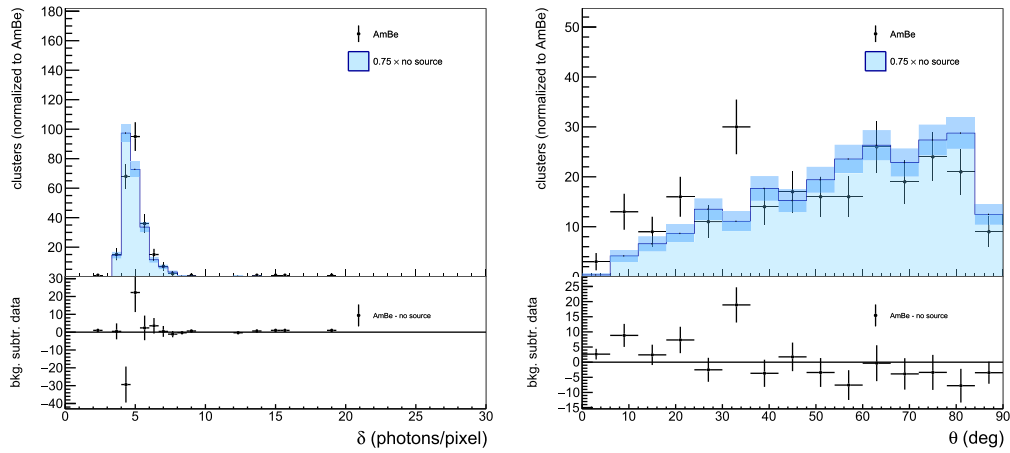 clusters (normalized to AmBe)
180
160
140
120
100
80
60
40
20
AmBe
0.75 × no source
bkg. subtr. data
30
20
10
0
−10
−20
−30
−40
AmBe - no source
0 5 10 15 20 25 30
δ (photons/pixel)
clusters (normalized to AmBe)
50
40
30
20
10
0
AmBe
0.75 × no source
bkg. subtr. data
25
20
15
10
5
0
−5
−10
−15
AmBe - no source
0 10 20 30 40 50 60 70 80 90
θ (deg)